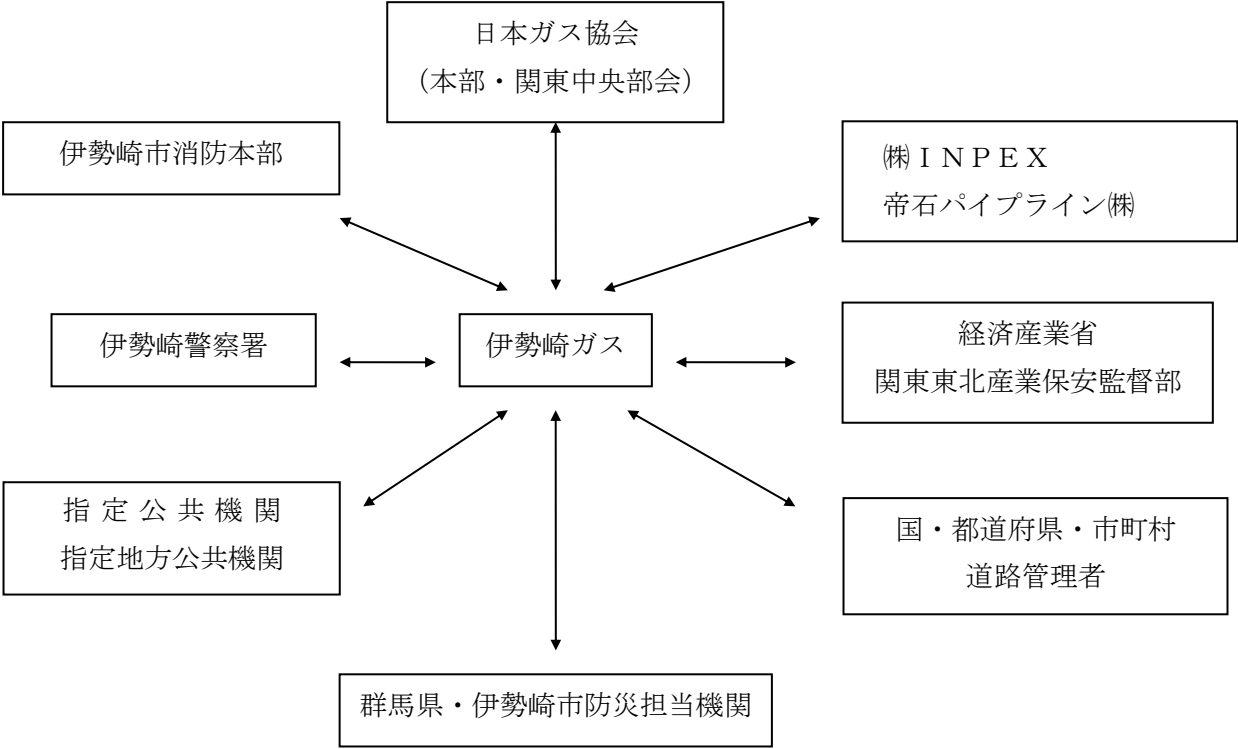 日本ガス協会
（本部・関東中央部会）
伊勢崎市消防本部
㈱ＩＮＰＥＸ
帝石パイプライン㈱
伊勢崎警察署
伊勢崎ガス
経済産業省
関東東北産業保安監督部
指 定 公 共 機 関
指定地方公共機関
国・都道府県・市町村
道路管理者
群馬県・伊勢崎市防災担当機関